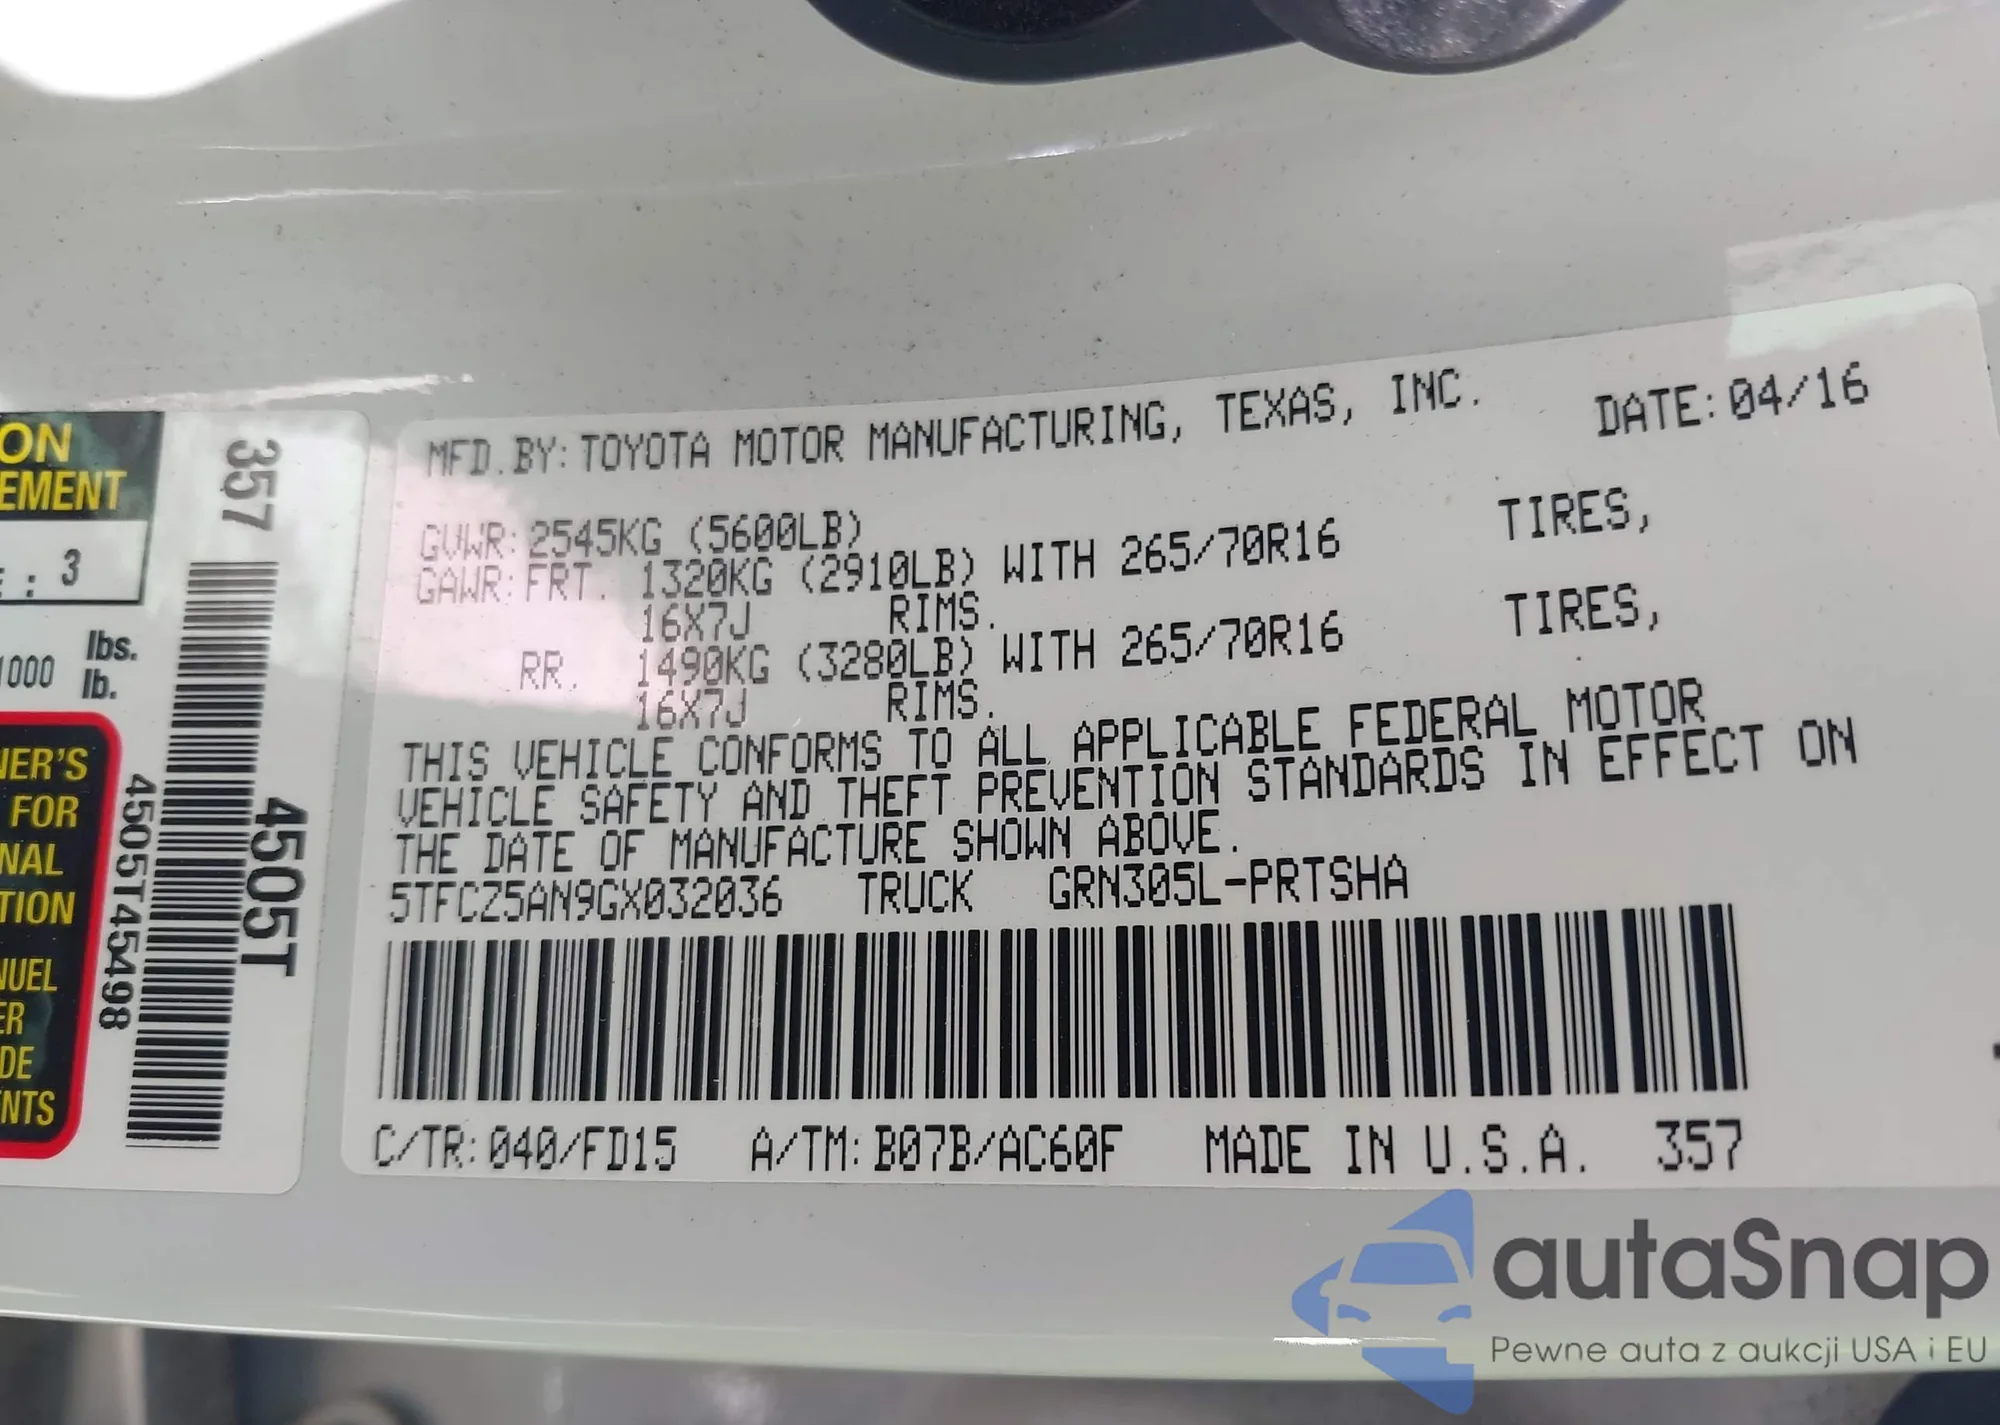 ON
EMENT
: 3
1000 lbs.
lb.
NER'S
FOR
NAL
TION
NUEL
ER
DE
NTS
357
4505T
4505T45498
MFD.BY:TOYOTA MOTOR MANUFACTURING, TEXAS, INC. DATE:04/16
GVWR:2545KG (5600LB)
GAWR:FRT. 1320KG (2910LB) WITH 265/70R16 TIRES,
16X7J RIMS.
RR. 1490KG (3280LB) WITH 265/70R16 TIRES,
16X7J RIMS.
THIS VEHICLE CONFORMS TO ALL APPLICABLE FEDERAL MOTOR
VEHICLE SAFETY AND THEFT PREVENTION STANDARDS IN EFFECT ON
THE DATE OF MANUFACTURE SHOWN ABOVE.
5TFCZ5AN9GX032036 TRUCK GRN305L-PRTSHA
C/TR:040/FD15 A/TM:B07B/AC60F MADE IN U.S.A. 357
autaSnap
Pewne auta z aukcji USA i EU